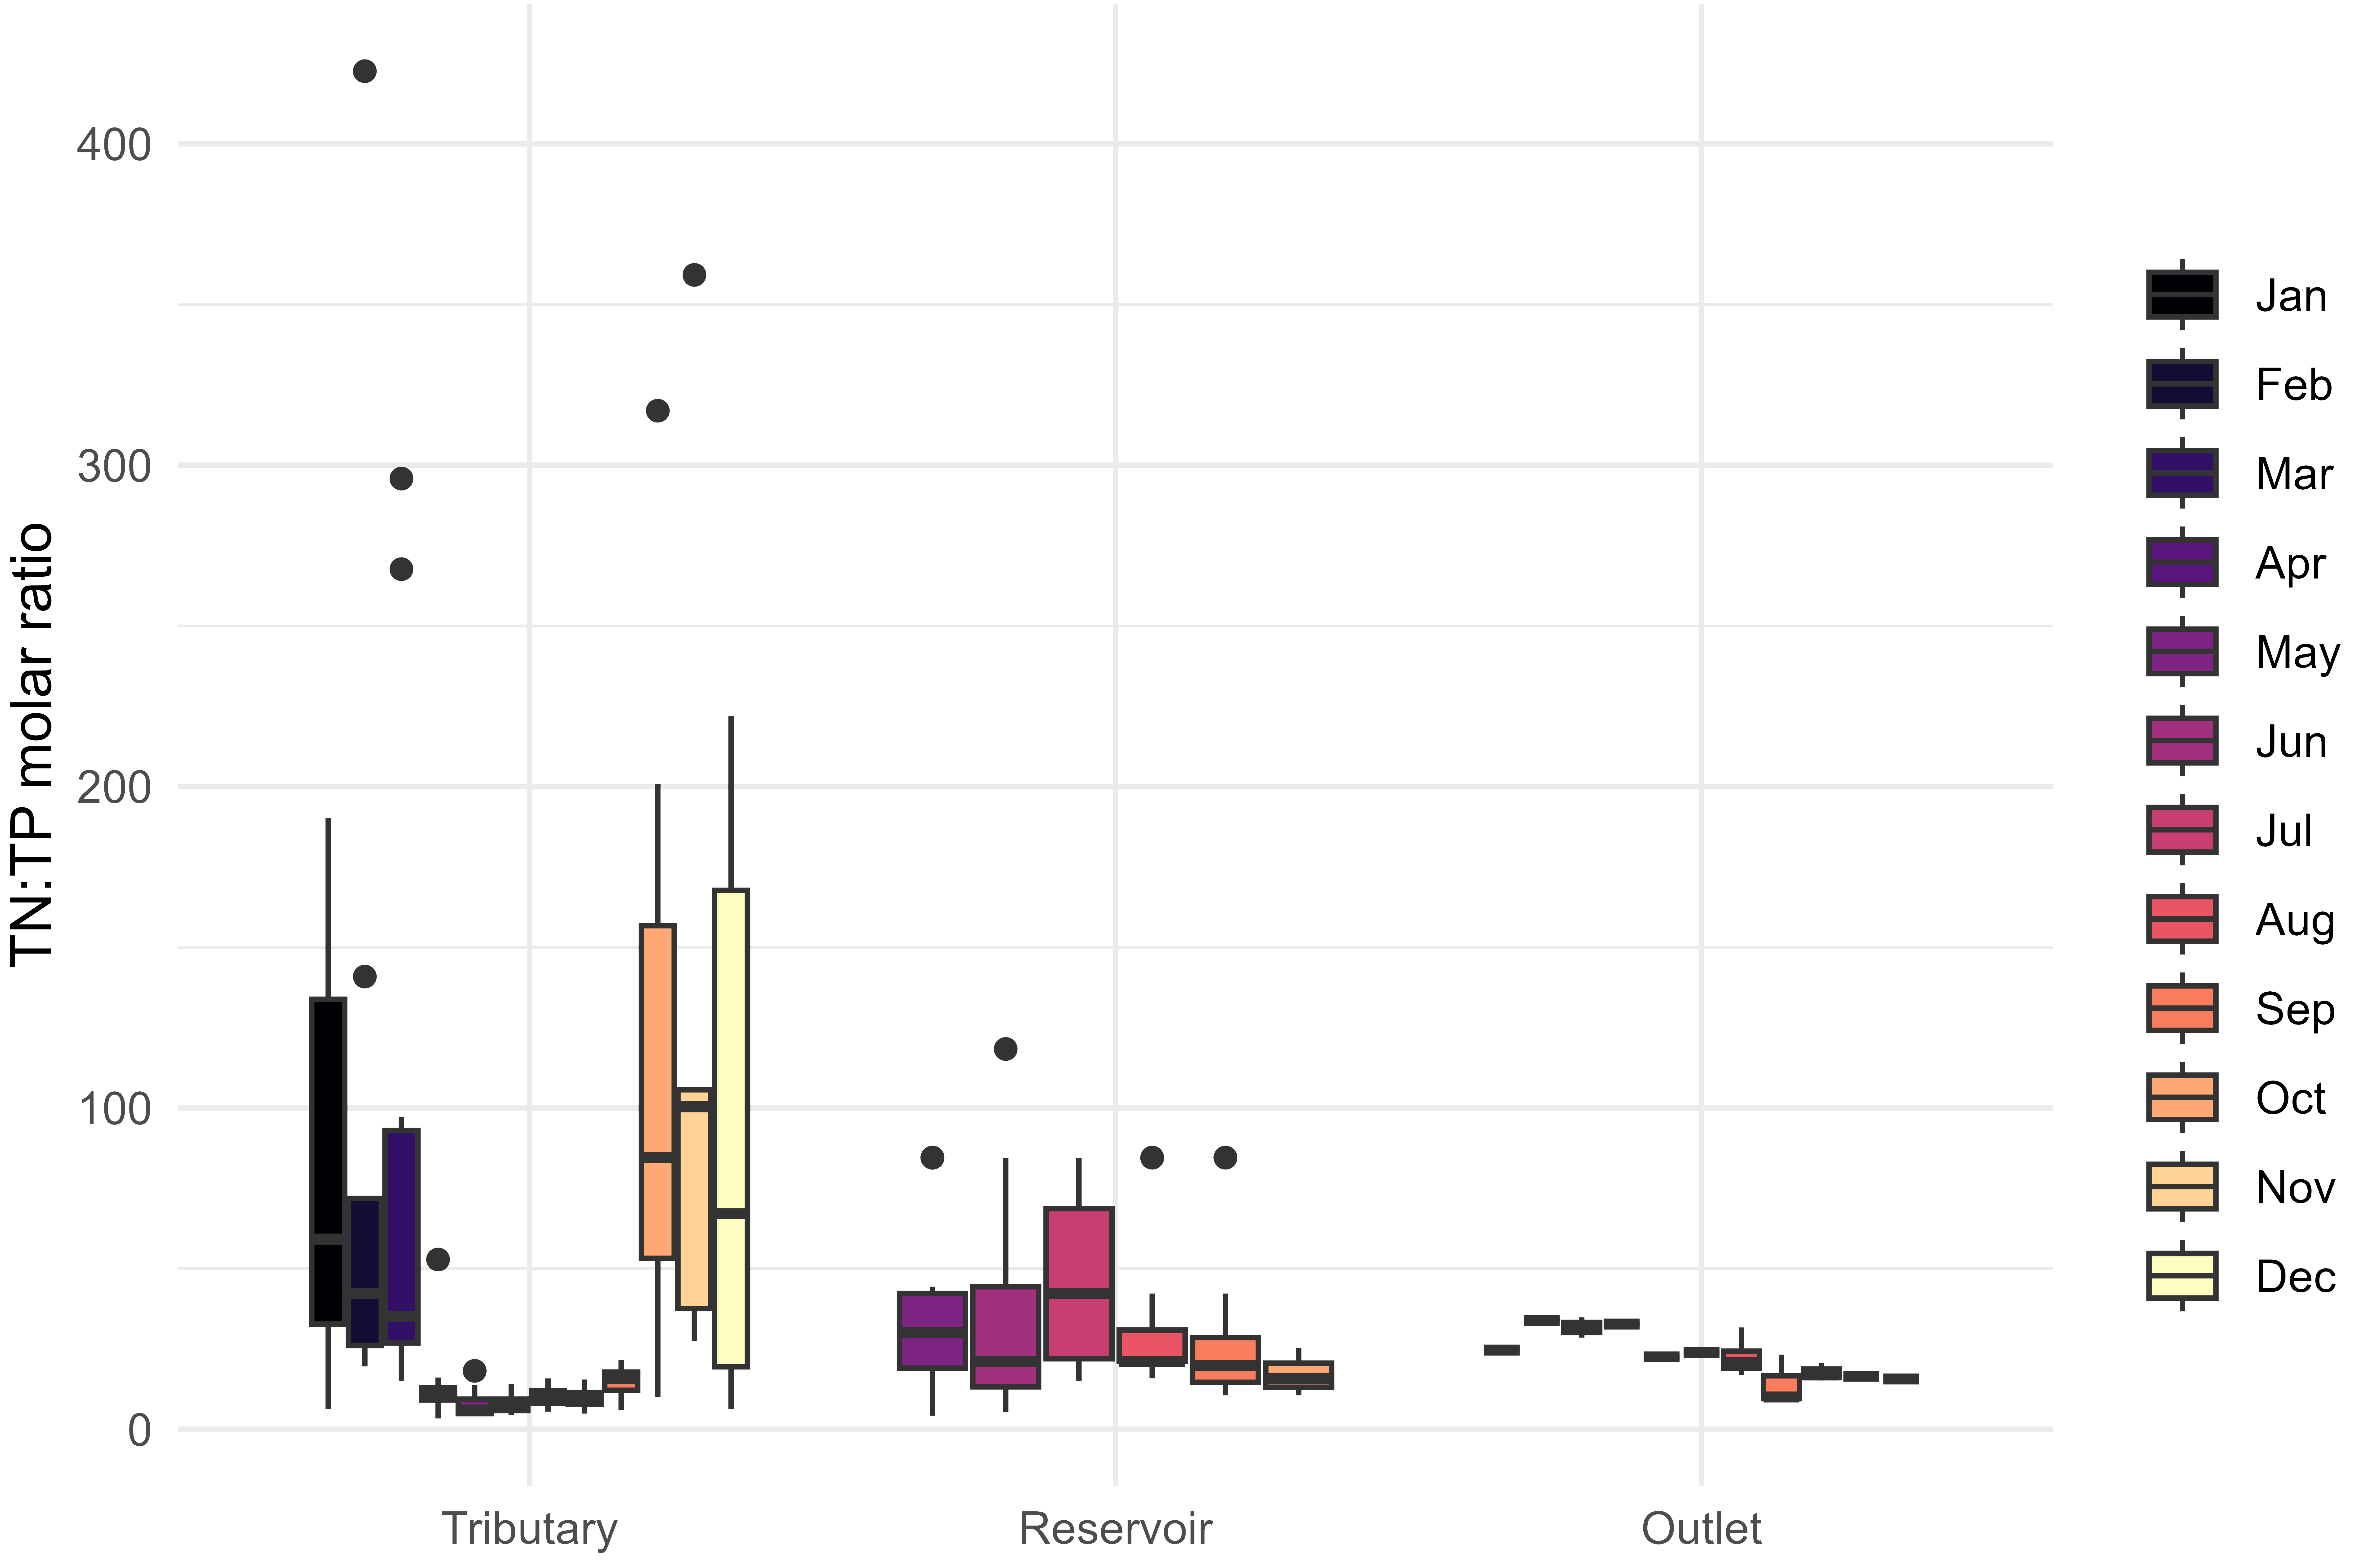 TN:TP molar ratio
400
300
200
100
0
Tributary
Reservoir
Outlet
Jan
Feb
Mar
Apr
May
Jun
Jul
Aug
Sep
Oct
Nov
Dec